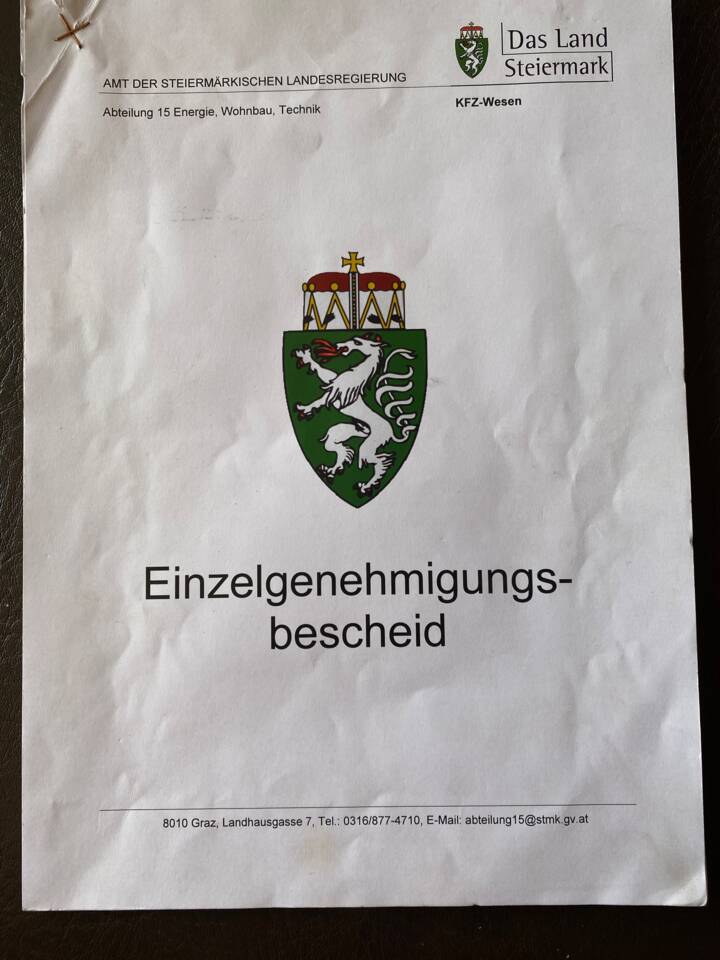 Das Land
Steiermark
AMT DER STEIERMÄRKISCHEN LANDESREGIERUNG
Abteilung 15 Energie, Wohnbau, Technik
KFZ-Wesen
Einzelgenehmigungs-
bescheid
8010 Graz, Landhausgasse 7, Tel.: 0316/877-4710, E-Mail: abteilung15@stmk.gv.at